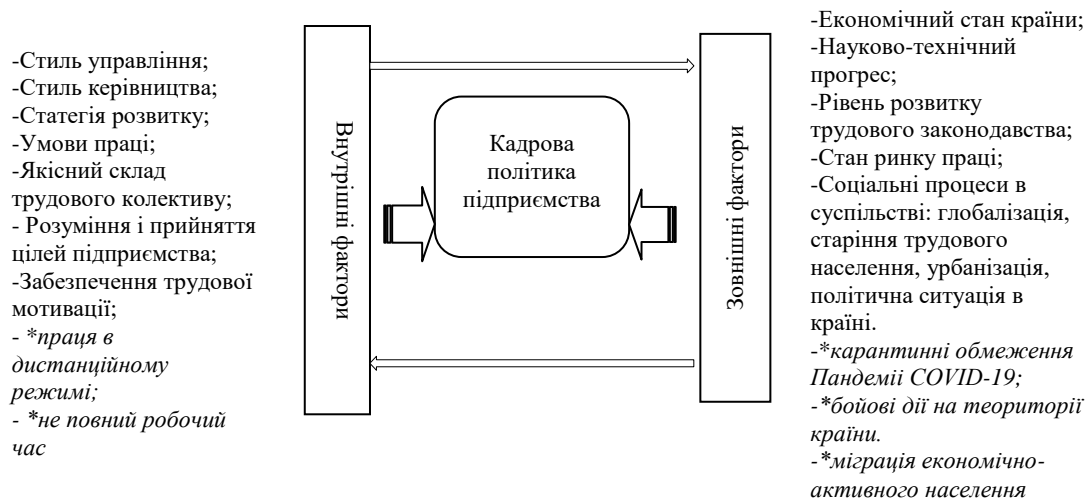 -Стиль управління;
-Стиль керівництва;
-Статегія розвитку;
-Умови праці;
-Якісний склад
трудового колективу;
- Розуміння і прийняття
цілей підприємства;
-Забезпечення трудової
мотивації;
- *праця в
дистанційному
режимі;
- *не повний робочий
час
Внутрішні фактори
Кадрова
політика
підприємства
Зовнішні фактори
-Економічний стан країни;
-Науково-технічний
прогрес;
-Рівень розвитку
трудового законодавства;
-Стан ринку праці;
-Соціальні процеси в
суспільстві: глобалізація,
старіння трудового
населення, урбанізація,
політична ситуація в
країні.
-*карантинні обмеження
Пандемії COVID-19;
-*бойові дії на теориторії
країни.
-*міграція економічно-
активного населення